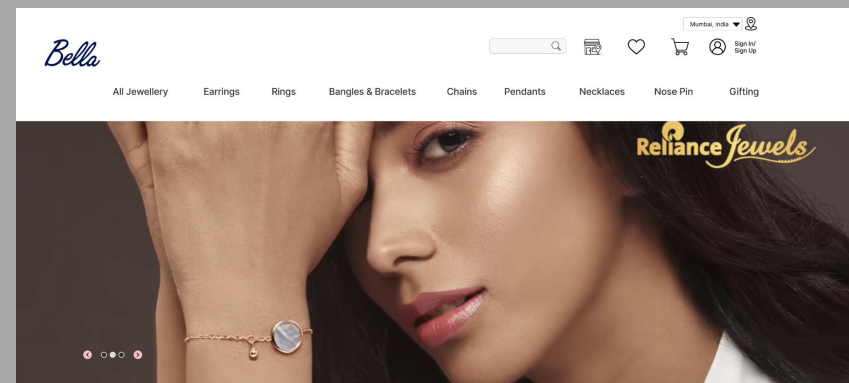 Mumbai, India
Bella
Sign In/
Sign Up
All Jewellery Earrings Rings Bangles & Bracelets Chains Pendants Necklaces Nose Pin Gifting
Reliance Jewels